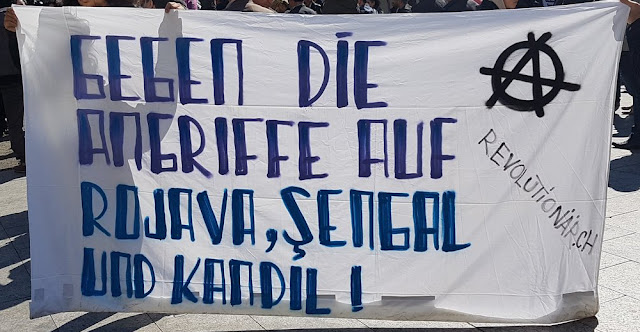 GEGEN DIE
ANGRIFFE AUF
ROJAVA, ŞENGAL
UND KANDIL!
REVOLUTIONÄR.CH